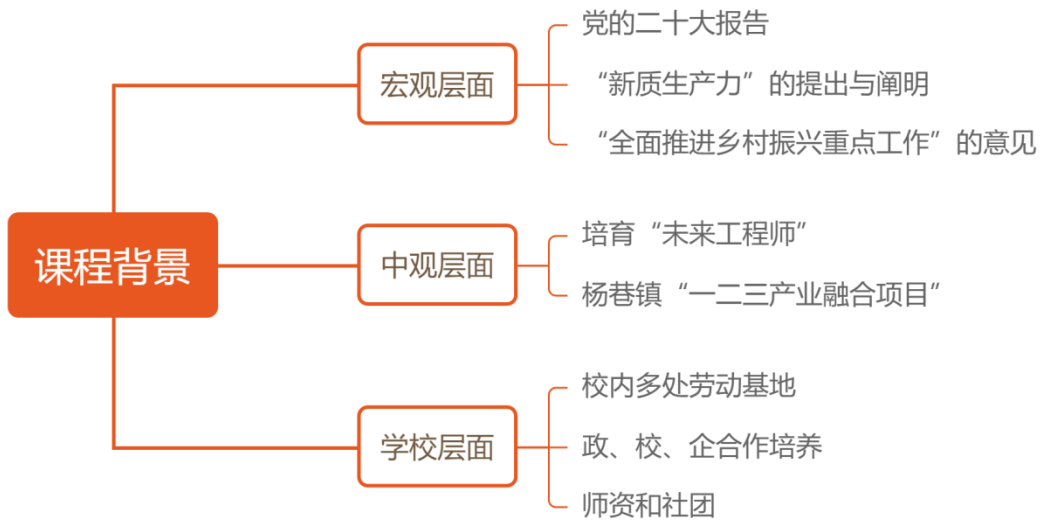 课程背景
宏观层面
党的二十大报告
“新质生产力”的提出与阐明
“全面推进乡村振兴重点工作”的意见
中观层面
培育“未来工程师”
杨巷镇“一二三产业融合项目”
学校层面
校内多处劳动基地
政、校、企合作培养
师资和社团